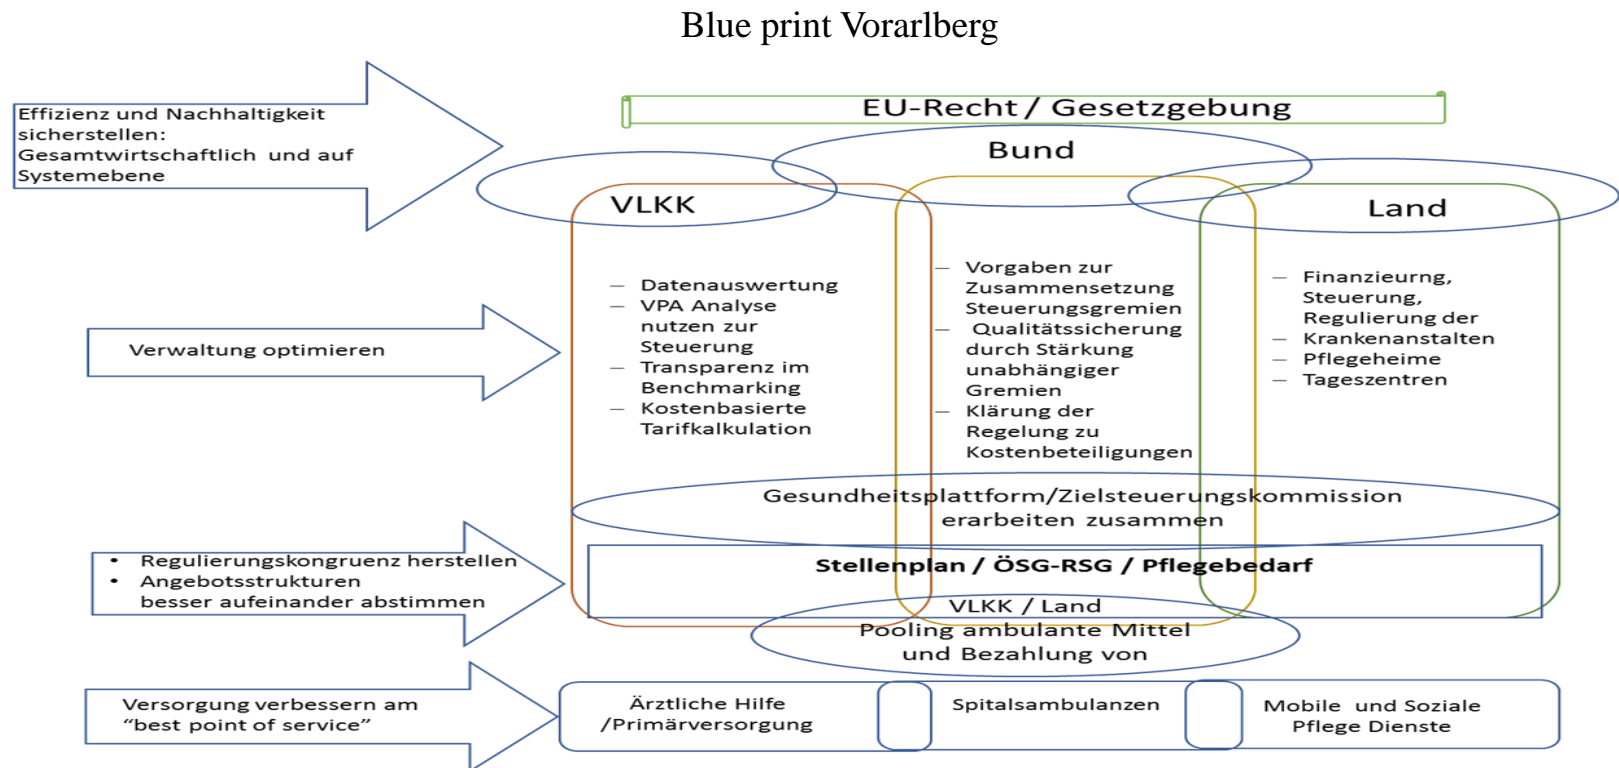 Blue print Vorarlberg
Effizienz und Nachhaltigkeit
sicherstellen:
Gesamtwirtschaftlich und auf
Systemebene
EU-Recht / Gesetzgebung
Bund
VLKK
Land
– Datenauswertung
– VPA Analyse
nutzen zur
Steuerung
– Transparenz im
Benchmarking
– Kostenbasierte
Tarifkalkulation
– Vorgaben zur
Zusammensetzung
Steuerungsgremien
– Qualitätssicherung
durch Stärkung
unabhängiger
Gremien
– Klärung der
Regelung zu
Kostenbeteiligungen
– Finanzieurng,
Steuerung,
Regulierung der
– Krankenanstalten
– Pflegeheime
– Tageszentren
Verwaltung optimieren
Gesundheitsplattform/Zielsteuerungskommission
erarbeiten zusammen
• Regulierungskongruenz herstellen
• Angebotsstrukturen
besser aufeinander abstimmen
Stellenplan / ÖSG-RSG / Pflegebedarf
VLKK / Land
Pooling ambulante Mittel
und Bezahlung von
Versorgung verbessern am
“best point of service”
Ärztliche Hilfe
/Primärversorgung
Spitalsambulanzen
Mobile und Soziale
Pflege Dienste